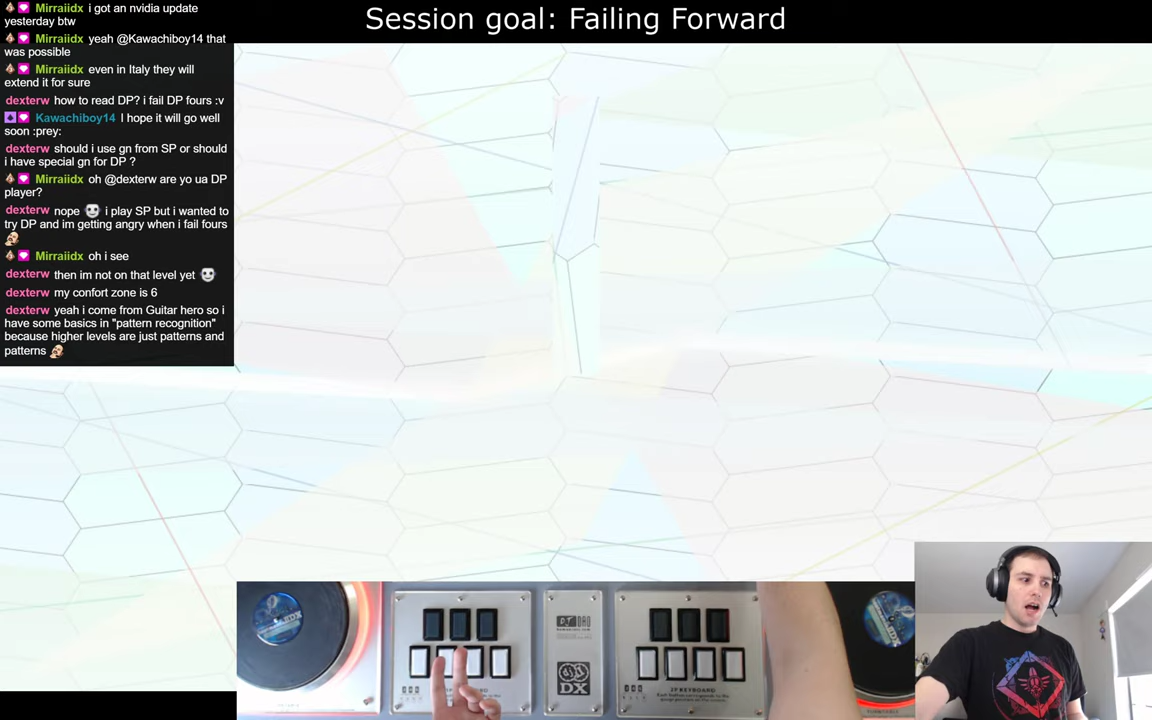 Session goal: Failing Forward
Mirraiidx i got an nvidia update
yesterday btw
Mirraiidx yeah @Kawachiboy14 that
was possible
Mirraiidx even in Italy they will
extend it for sure
dexterw how to read DP? i fail DP fours :v
Kawachiboy14 I hope it will go well
soon :prey:
dexterw should i use gn from SP or should
i have special gn for DP ?
Mirraiidx oh @dexterw are yo ua DP
player?
dexterw nope i play SP but i wanted to
try DP and im getting angry when i fail fours
Mirraiidx oh i see
dexterw then im not on that level yet
dexterw my confort zone is 6
dexterw yeah i come from Guitar hero so i
have some basics in "pattern recognition"
because higher levels are just patterns and
patterns
DX